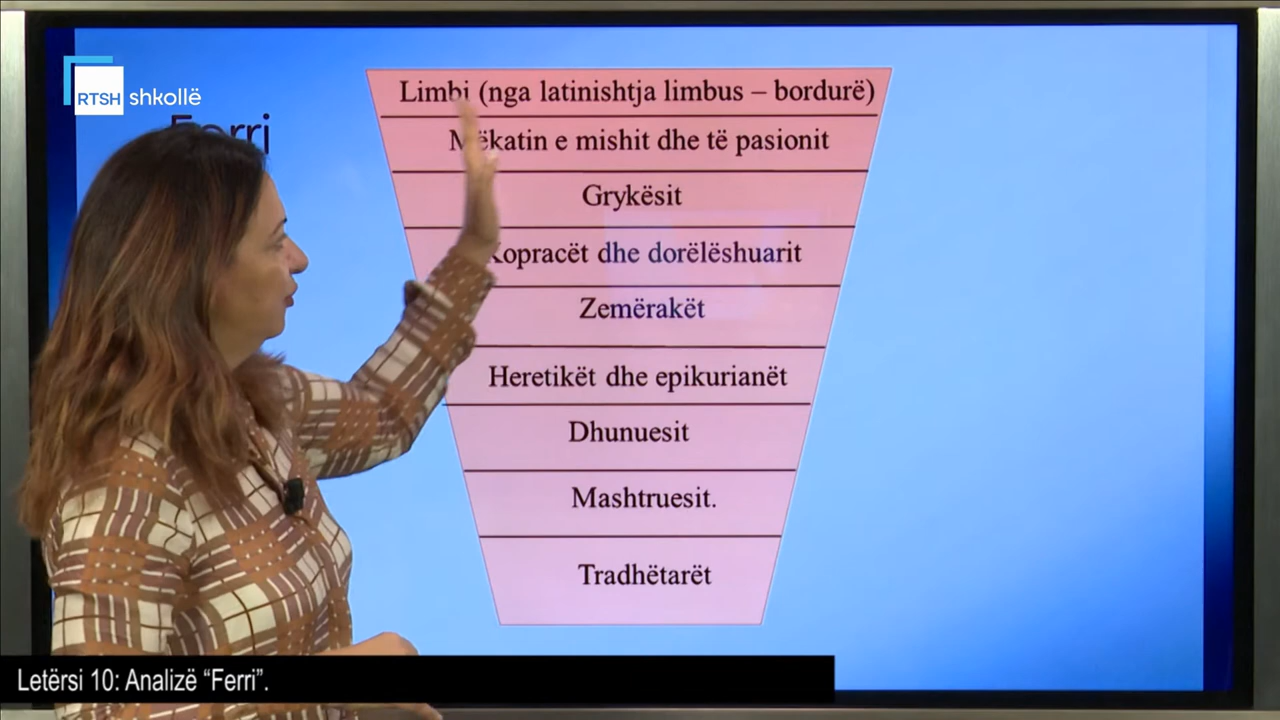 RTSH shkollë
Ferri
Limbi (nga latinishtja limbus – bordurë)
Mëkatin e mishit dhe të pasionit
Grykësit
Kopracët dhe dorëlëshuarit
Zemërakët
Heretikët dhe epikurianët
Dhunuesit
Mashtruesit.
Tradhëtarët
Letërsi 10: Analizë “Ferri”.